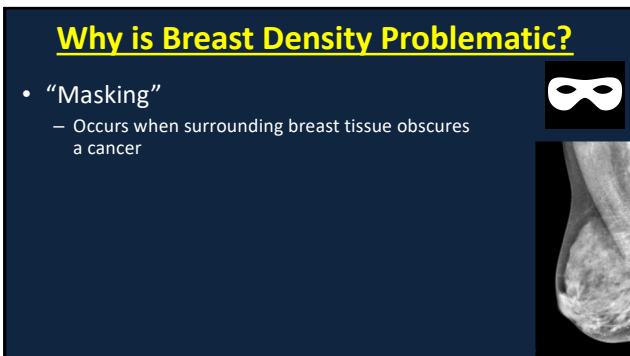 Why is Breast Density Problematic?
• “Masking”
– Occurs when surrounding breast tissue obscures
a cancer